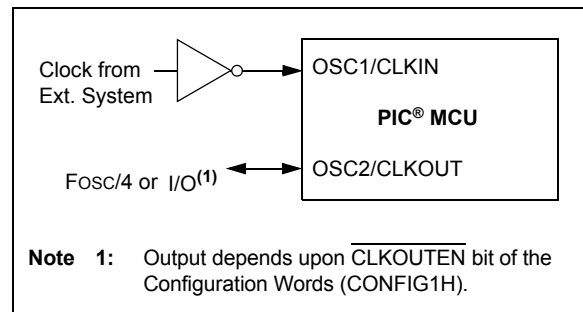 Clock from
Ext. System
OSC1/CLKIN
PIC® MCU
FOSC/4 or I/O(1)
OSC2/CLKOUT
Note 1: Output depends upon CLKOUTEN bit of the
Configuration Words (CONFIG1H).